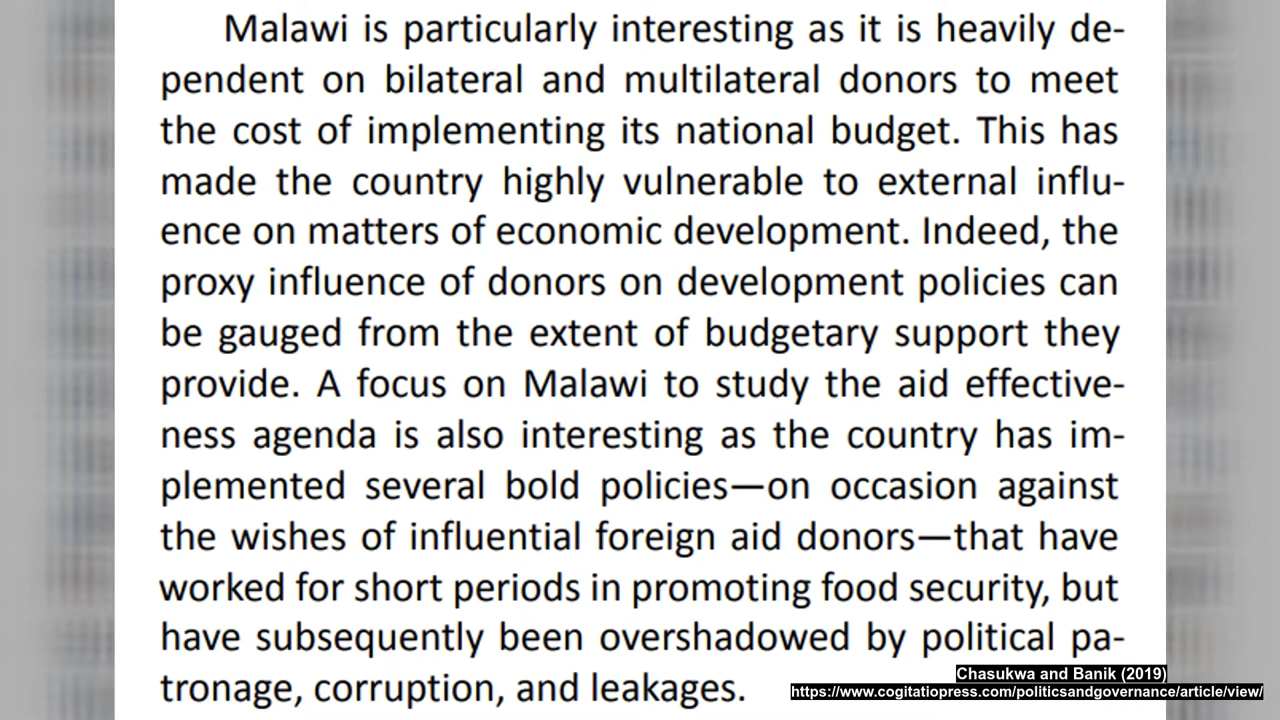 Malawi is particularly interesting as it is heavily de-
pendent on bilateral and multilateral donors to meet
the cost of implementing its national budget. This has
made the country highly vulnerable to external influ-
ence on matters of economic development. Indeed, the
proxy influence of donors on development policies can
be gauged from the extent of budgetary support they
provide. A focus on Malawi to study the aid effective-
ness agenda is also interesting as the country has im-
plemented several bold policies—on occasion against
the wishes of influential foreign aid donors—that have
worked for short periods in promoting food security, but
have subsequently been overshadowed by political pa-
tronage, corruption, and leakages.
Chasukwa and Banik (2019)
https://www.cogitatiopress.com/politicsandgovernance/article/view/